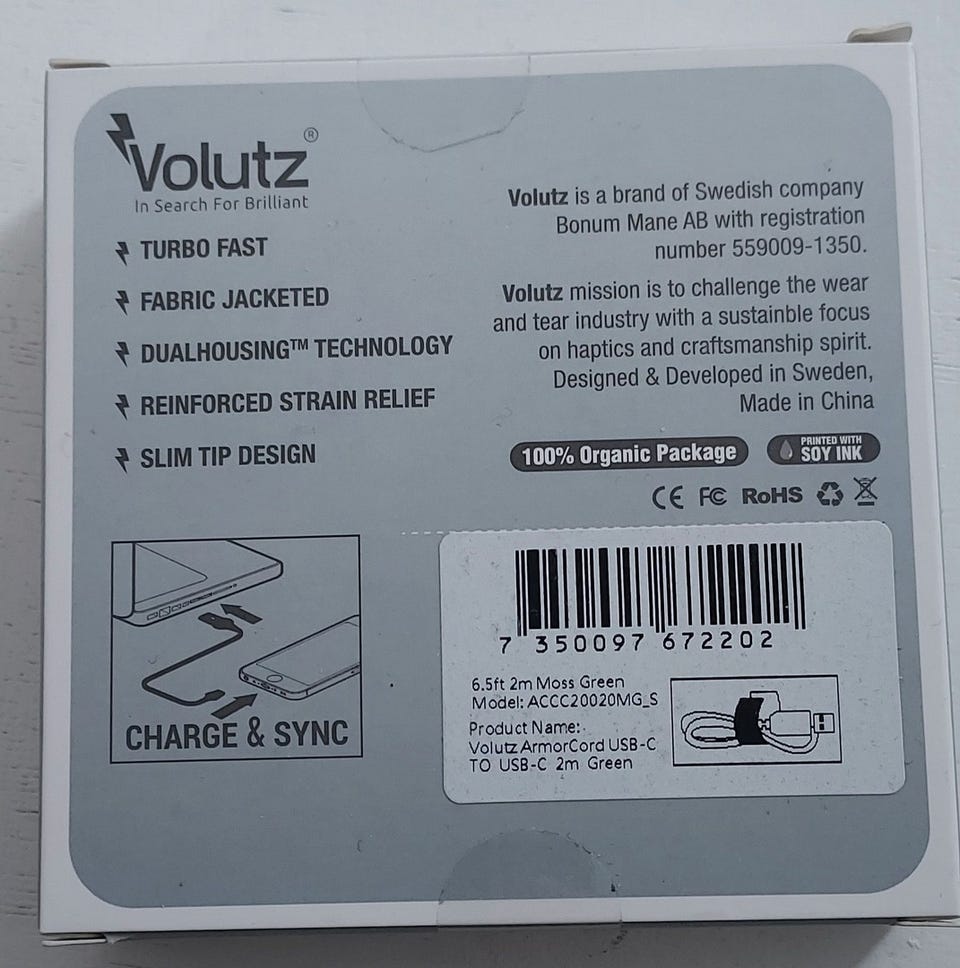 Volutz®
In Search For Brilliant
TURBO FAST
FABRIC JACKETED
DUALHOUSING™ TECHNOLOGY
REINFORCED STRAIN RELIEF
SLIM TIP DESIGN
Volutz is a brand of Swedish company
Bonum Mane AB with registration
number 559009-1350.
Volutz mission is to challenge the wear
and tear industry with a sustainble focus
on haptics and craftsmanship spirit.
Designed & Developed in Sweden,
Made in China
100% Organic Package
PRINTED WITH
SOY INK
CE FC RoHS
CHARGE & SYNC
7 350097 672202
6.5ft 2m Moss Green
Model: ACCC20020MG_S
Product Name:
Volutz ArmorCord USB-C
TO USB-C 2m Green